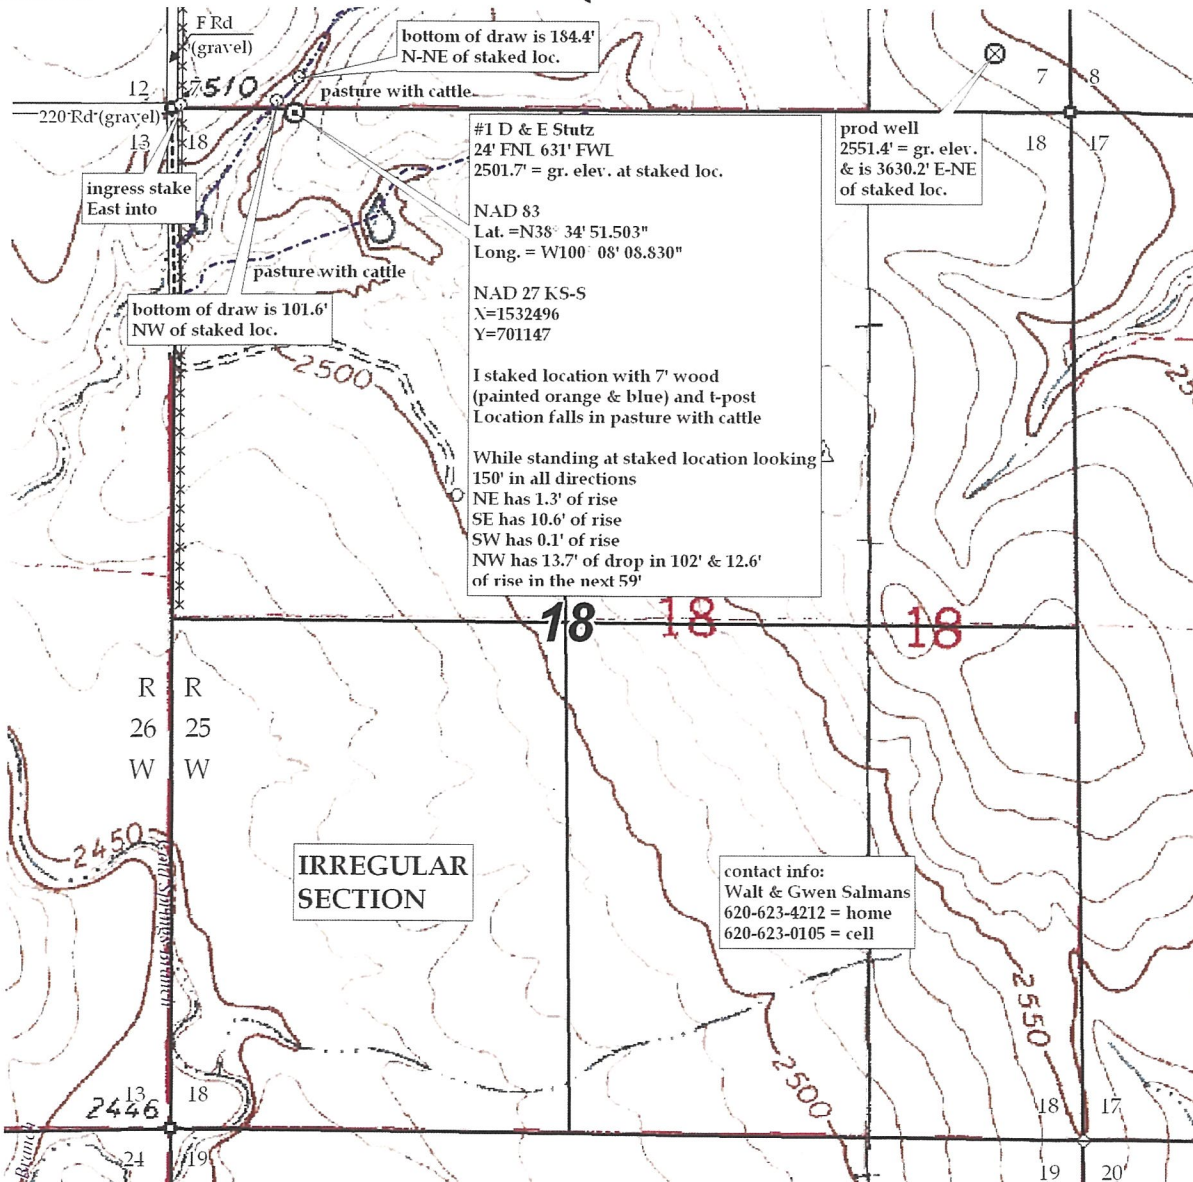 F Rd
(gravel)
bottom of draw is 184.4'
N-NE of staked loc.
12
7
7510
pasture with cattle
220 Rd (gravel)
13
18
ingress stake
East into
#1 D & E Stutz
24' FNL 631' FWL
2501.7' = gr. elev. at staked loc.
NAD 83
Lat. =N38° 34' 51.503"
Long. = W100° 08' 08.830"
NAD 27 KS-S
X=1532496
Y=701147
I staked location with 7' wood
(painted orange & blue) and t-post
Location falls in pasture with cattle
While standing at staked location looking
150' in all directions
NE has 1.3' of rise
SE has 10.6' of rise
SW has 0.1' of rise
NW has 13.7' of drop in 102' & 12.6'
of rise in the next 59'
7
8
prod well
2551.4' = gr. elev.
& is 3630.2' E-NE
of staked loc.
18
17
pasture with cattle
bottom of draw is 101.6'
NW of staked loc.
2500
25
18
18
18
R
R
26
25
W
W
2450
IRREGULAR
SECTION
contact info:
Walt & Gwen Salmans
620-623-4212 = home
620-623-0105 = cell
2550
2500
13
18
2446
18
17
Branch
24
19
19
20